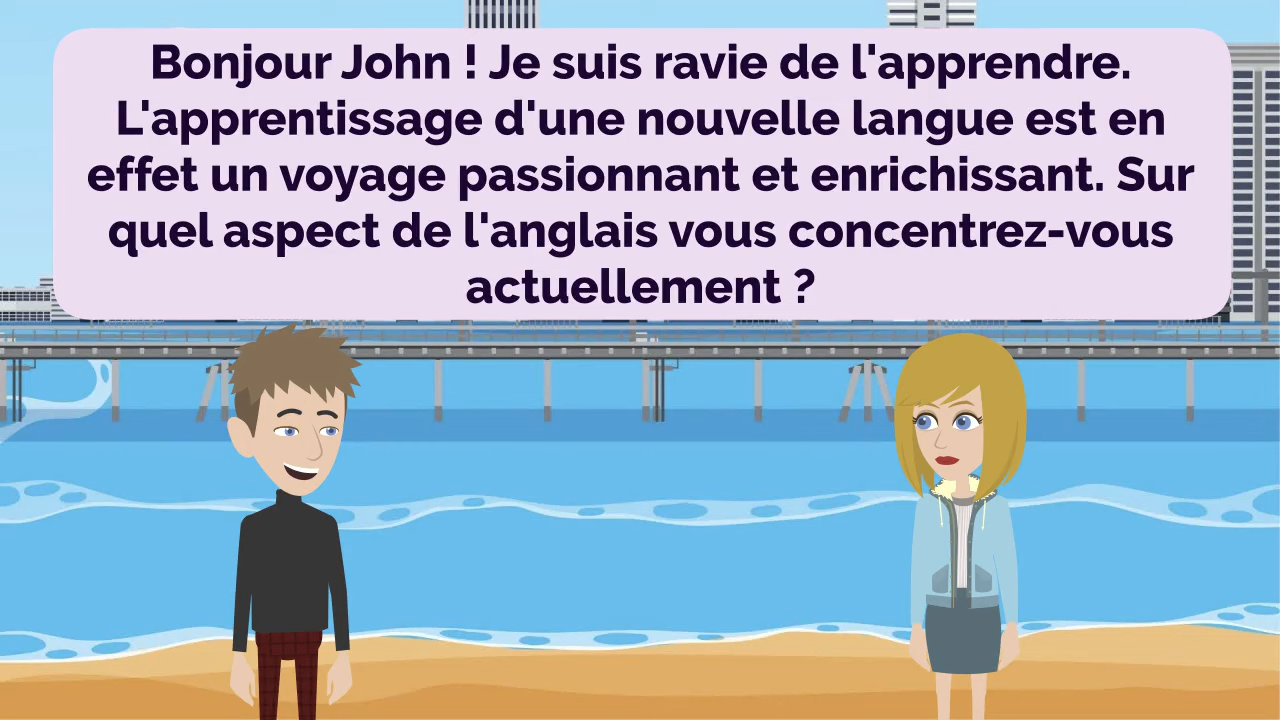 Bonjour John ! Je suis ravie de l'apprendre.
L'apprentissage d'une nouvelle langue est en
effet un voyage passionnant et enrichissant. Sur
quel aspect de l'anglais vous concentrez-vous
actuellement ?